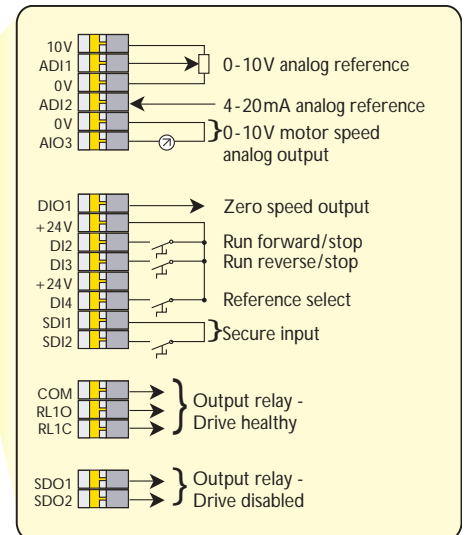 10V
ADI1
0-10V analog reference
0V
ADI2
4-20mA analog reference
0V
0-10V motor speed
AIO3
analog output
DIO1
Zero speed output
+24V
DI2
Run forward/stop
DI3
Run reverse/stop
+24V
DI4
Reference select
SDI1
Secure input
SDI2
COM
Output relay -
RL1O
Drive healthy
RL1C
SDO1
Output relay -
SDO2
Drive disabled